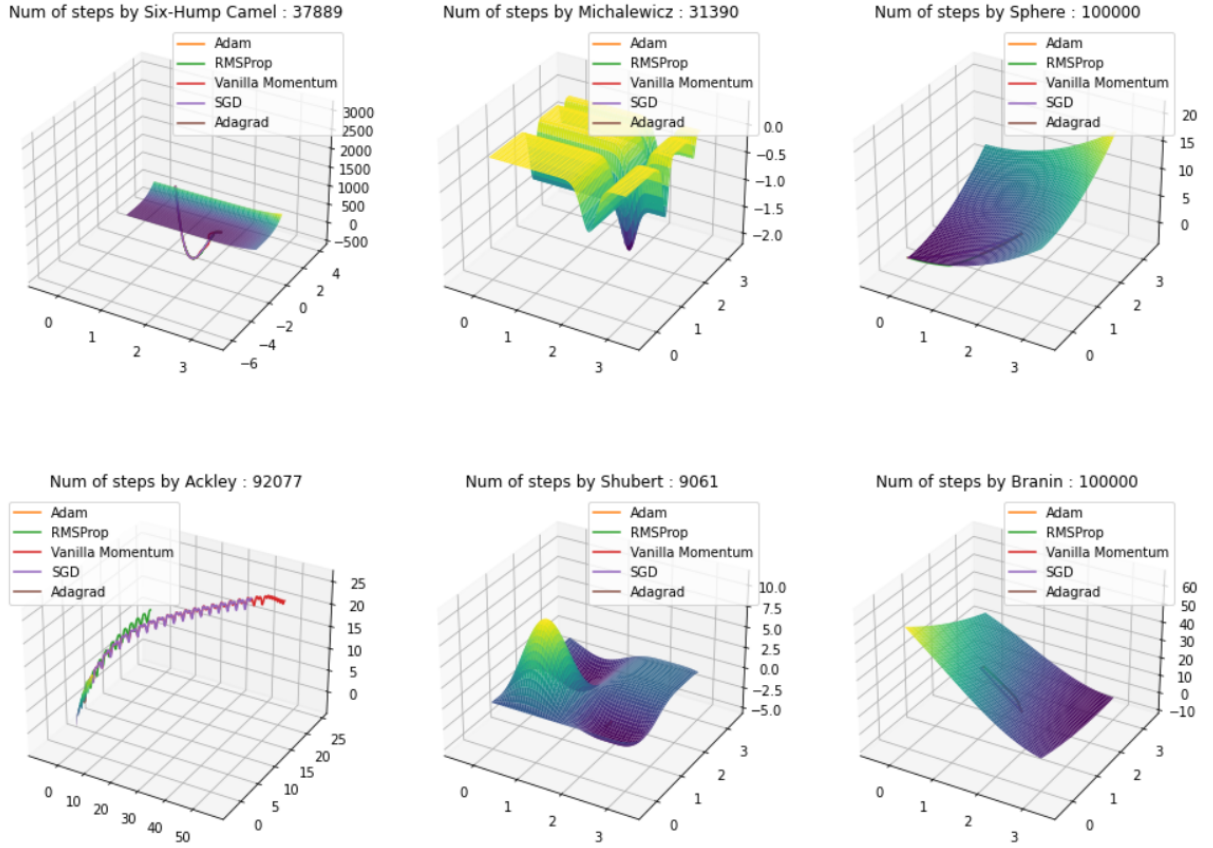 Num of steps by Six-Hump Camel : 37889
Adam
RMSProp
Vanilla Momentum
SGD
Adagrad
3000
2500
2000
1500
1000
500
0
−500
0
1
2
3
−6
−4
−2
0
2
4
Num of steps by Michalewicz : 31390
Adam
RMSProp
Vanilla Momentum
SGD
Adagrad
0.0
−0.5
−1.0
−1.5
−2.0
0
1
2
3
0
1
2
3
Num of steps by Sphere : 100000
Adam
RMSProp
Vanilla Momentum
SGD
Adagrad
20
15
10
5
0
0
1
2
3
0
1
2
3
Num of steps by Ackley : 92077
Adam
RMSProp
Vanilla Momentum
SGD
Adagrad
25
20
15
10
5
0
0
10
20
30
40
50
0
5
10
15
20
25
Num of steps by Shubert : 9061
Adam
RMSProp
Vanilla Momentum
SGD
Adagrad
10.0
7.5
5.0
2.5
0.0
−2.5
−5.0
0
1
2
3
0
1
2
3
Num of steps by Branin : 100000
Adam
RMSProp
Vanilla Momentum
SGD
Adagrad
60
50
40
30
20
10
0
−10
0
1
2
3
0
1
2
3